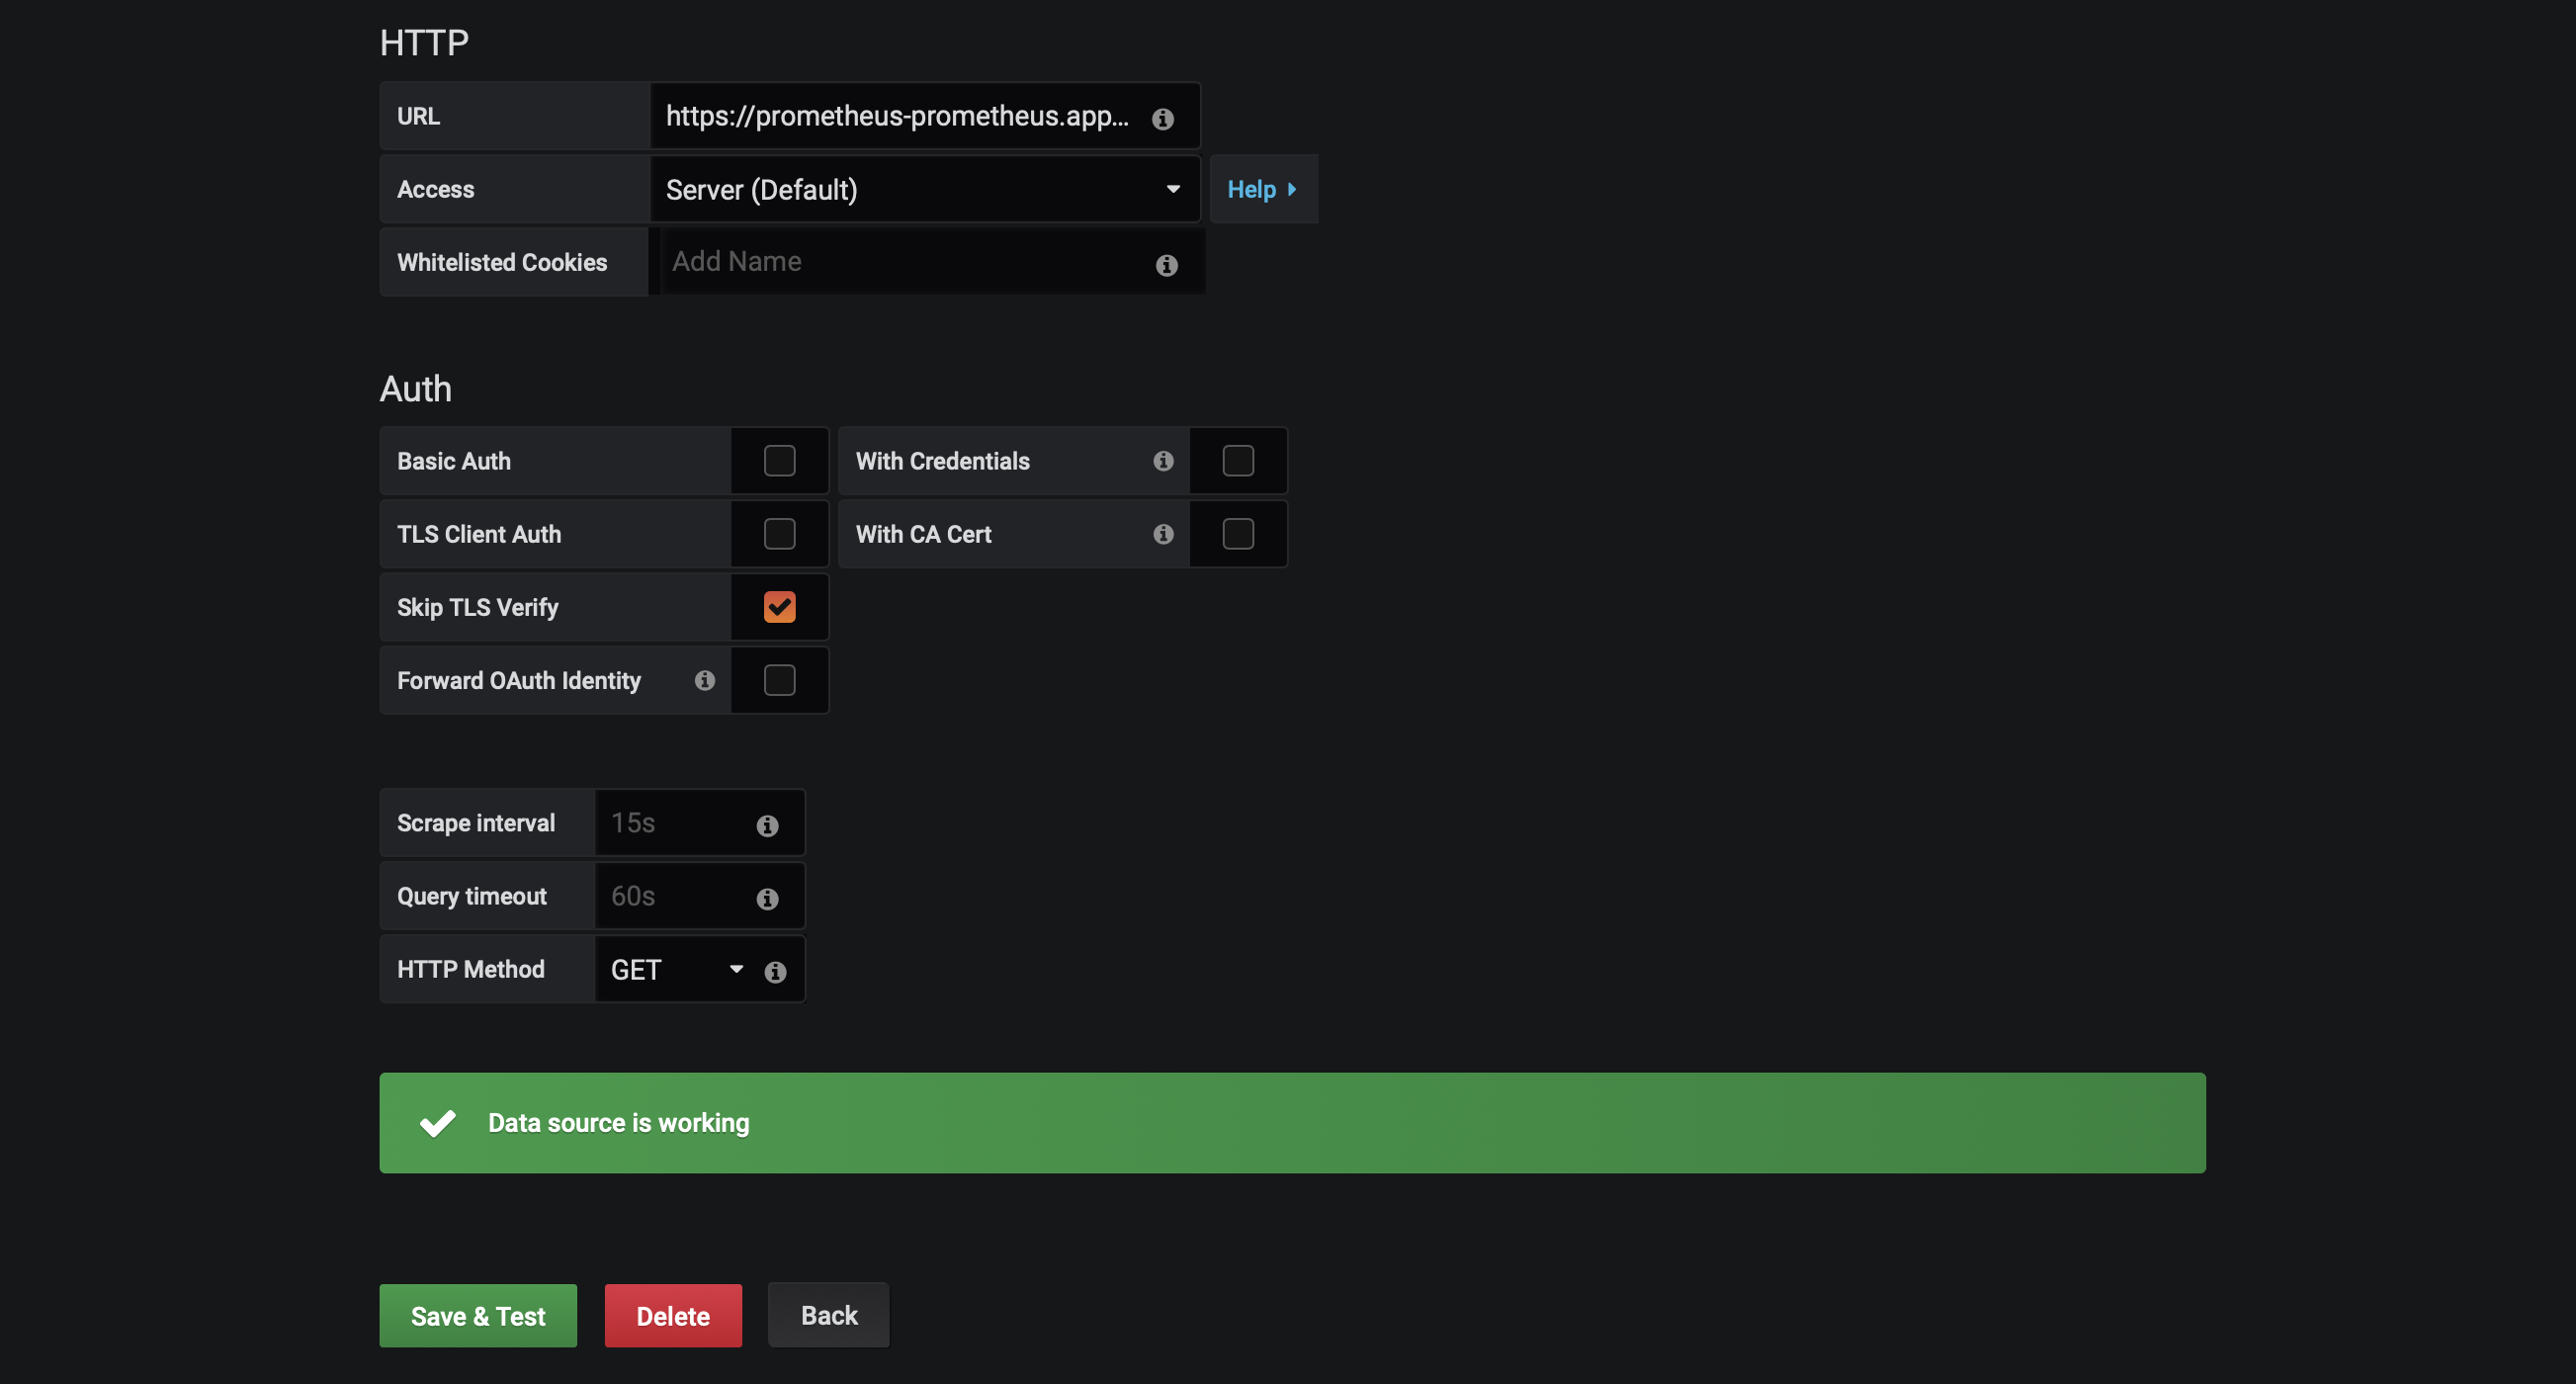 HTTP
URL https://prometheus-prometheus.app...
Access Server (Default) Help
Whitelisted Cookies Add Name
Auth
Basic Auth With Credentials
TLS Client Auth With CA Cert
Skip TLS Verify
Forward OAuth Identity
Scrape interval 15s
Query timeout 60s
HTTP Method GET
Data source is working
Save & Test Delete Back